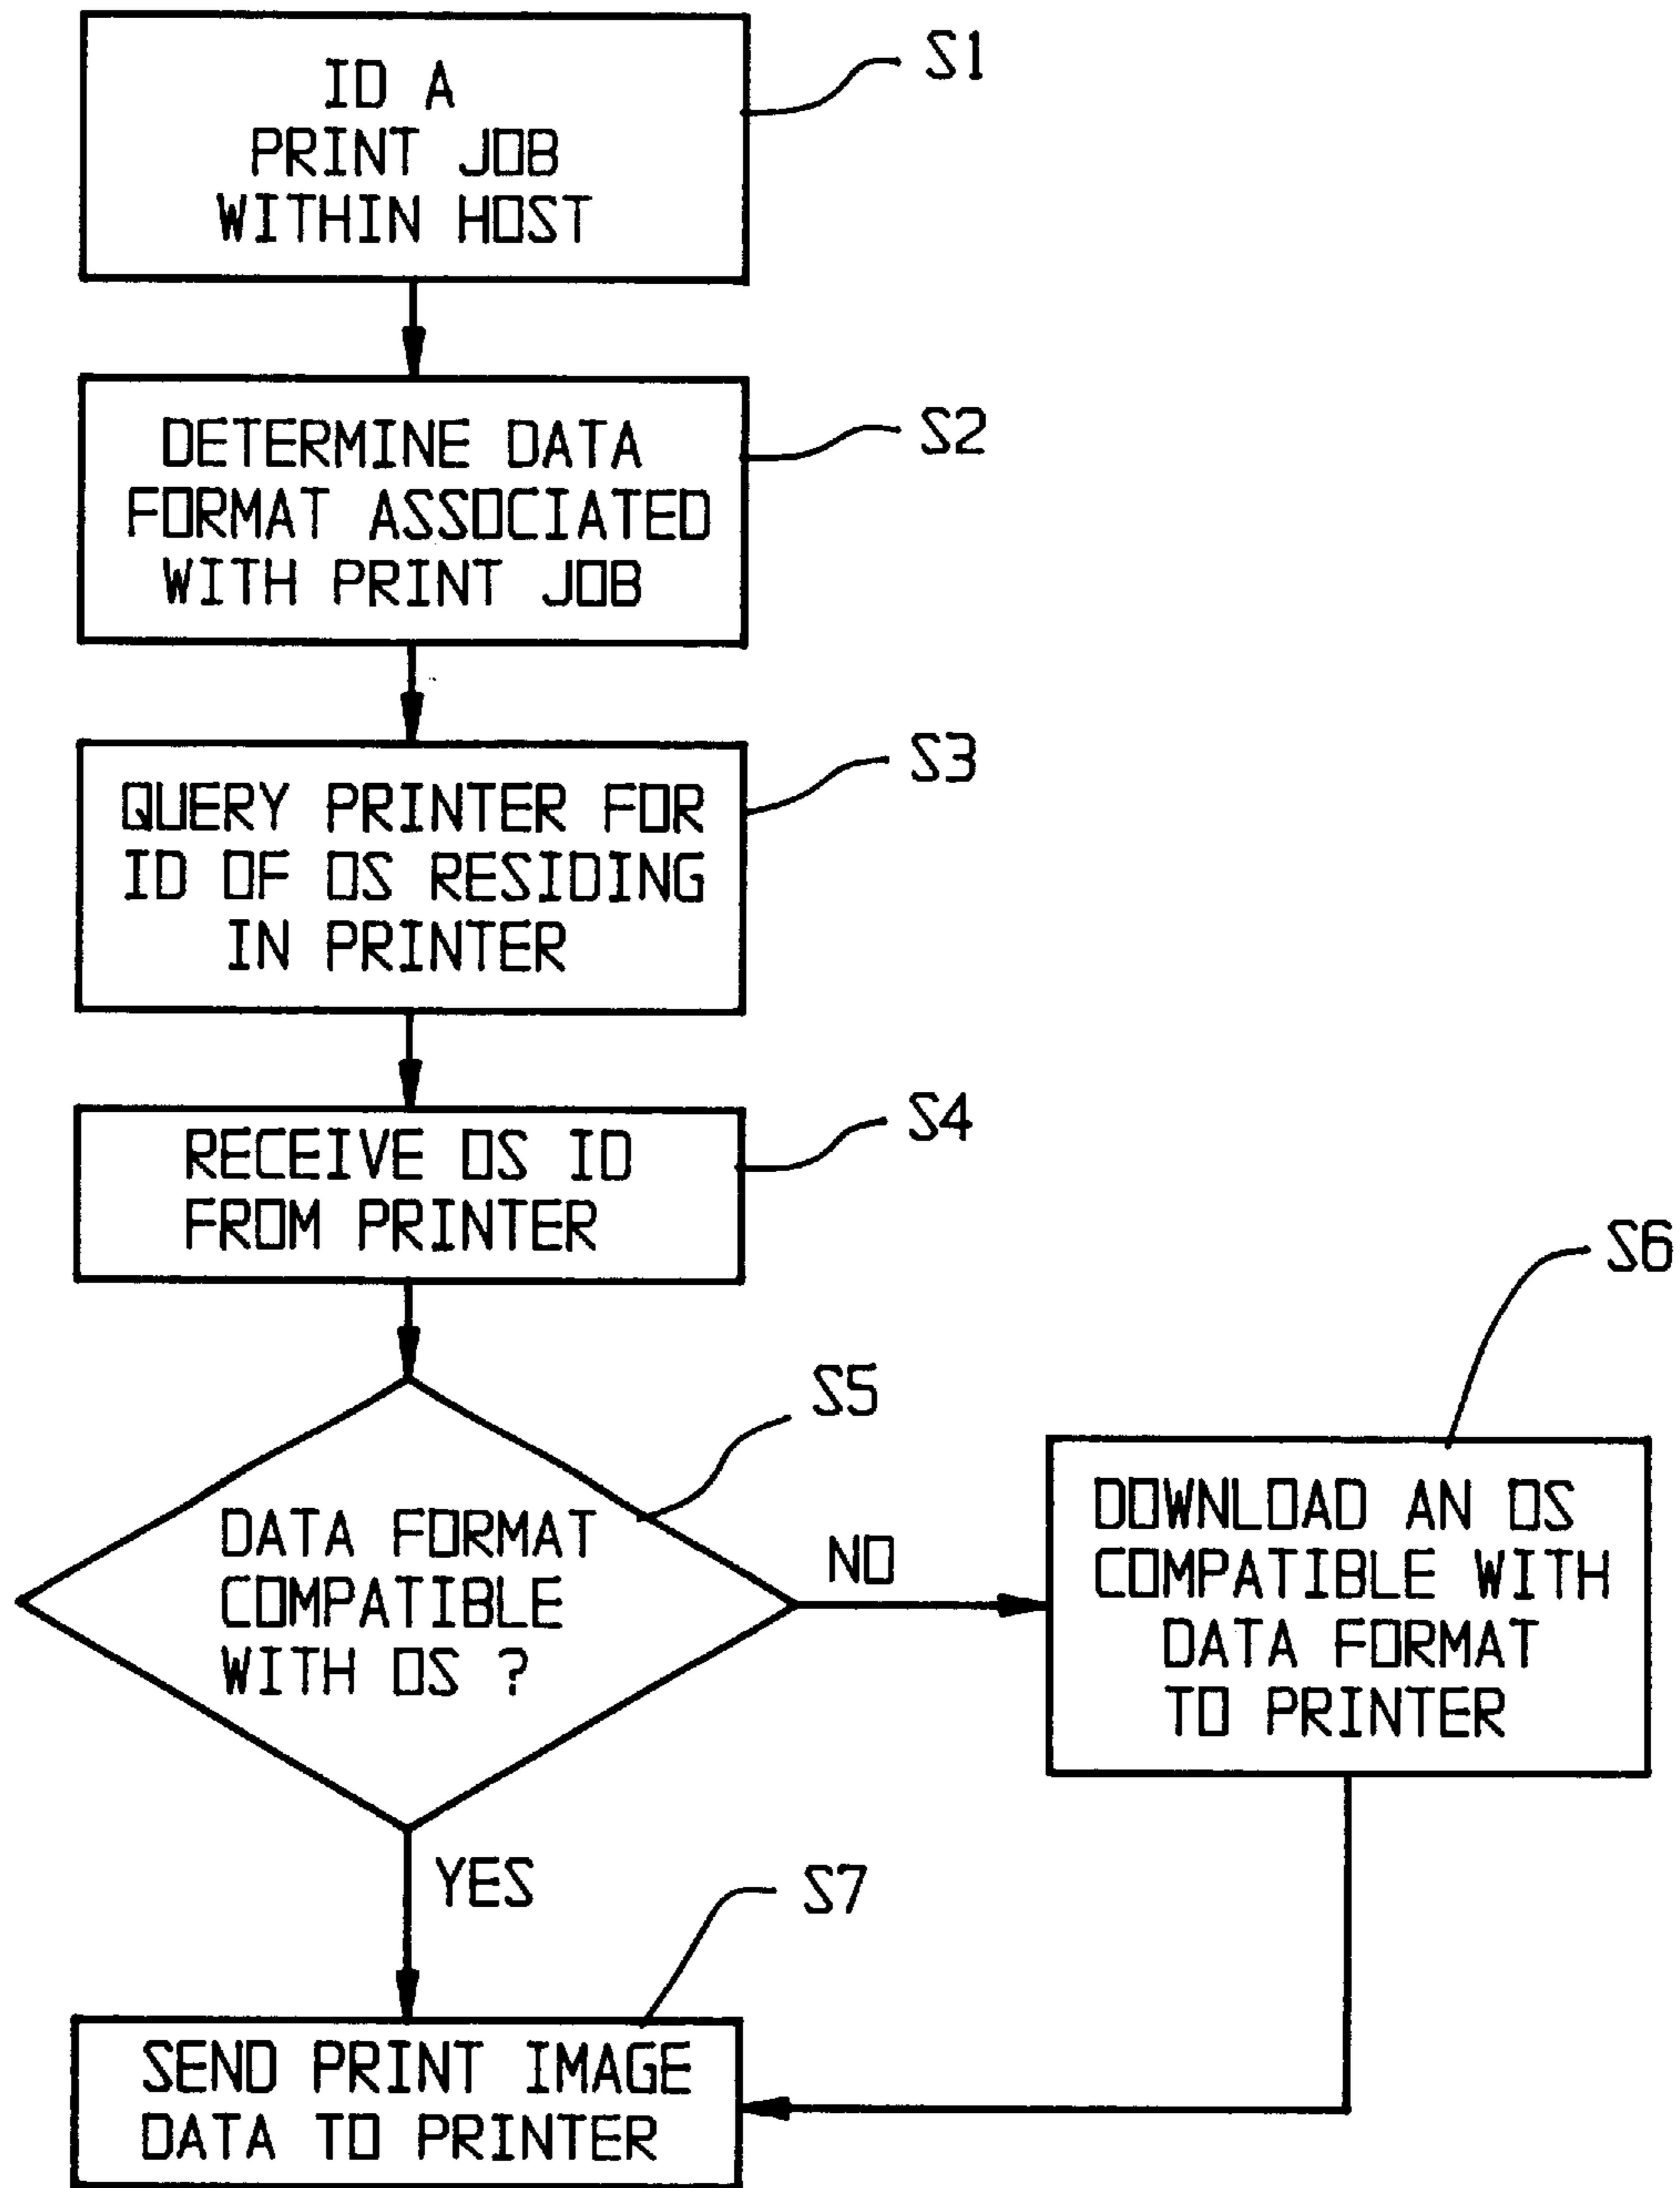 S1
ID A
PRINT JOB
WITHIN HOST
S2
DETERMINE DATA
FORMAT ASSOCIATED
WITH PRINT JOB
S3
QUERY PRINTER FOR
ID OF OS RESIDING
IN PRINTER
S4
RECEIVE OS ID
FROM PRINTER
S5
DATA FORMAT
COMPATIBLE
WITH OS ?
NO
S6
DOWNLOAD AN OS
COMPATIBLE WITH
DATA FORMAT
TO PRINTER
YES
S7
SEND PRINT IMAGE
DATA TO PRINTER